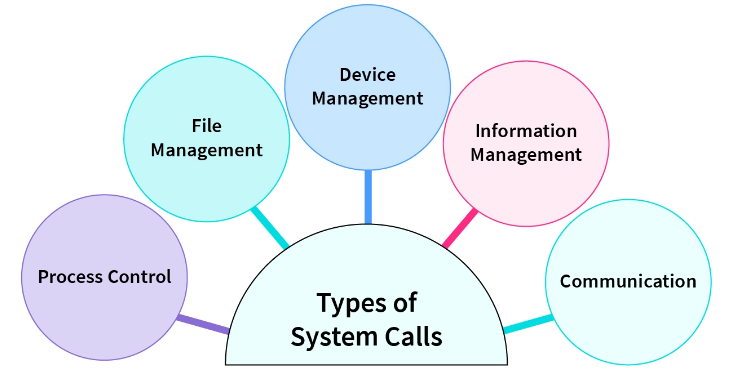 Device
Management
File
Management
Information
Management
Process Control
Communication
Types of
System Calls